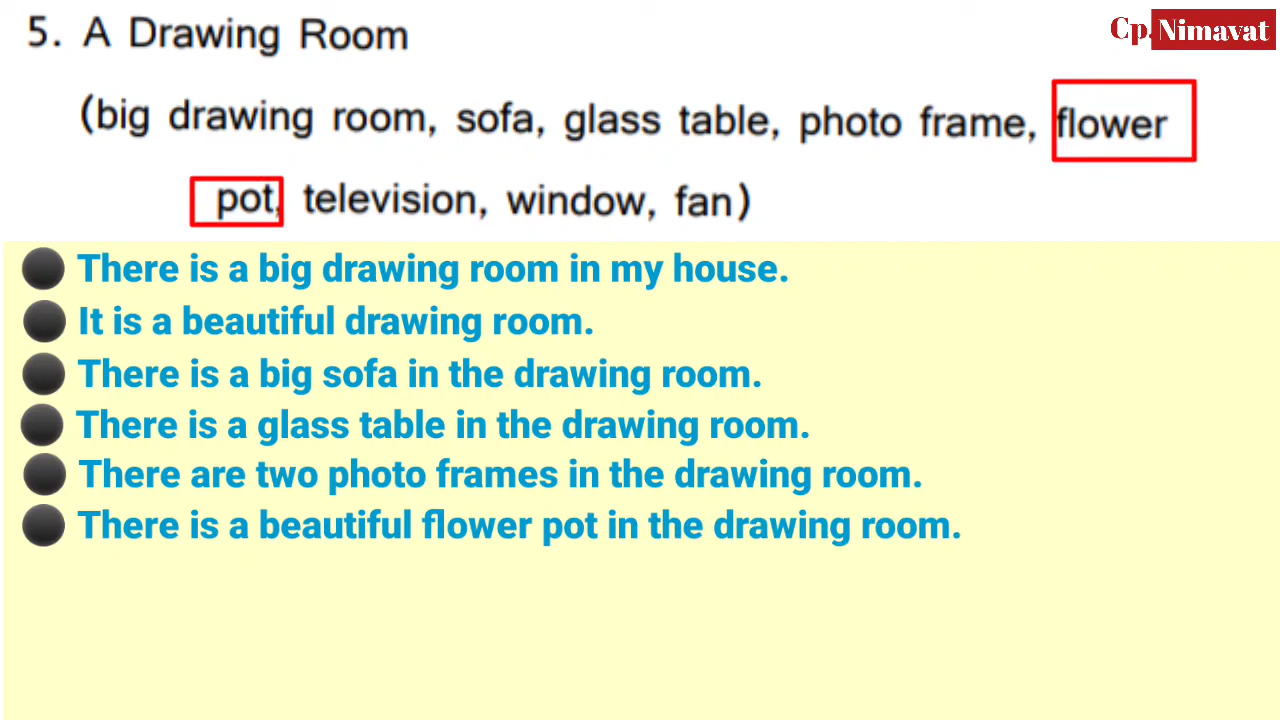 5. A Drawing Room
Cp. Nimavat
(big drawing room, sofa, glass table, photo frame, flower
pot, television, window, fan)
There is a big drawing room in my house.
It is a beautiful drawing room.
There is a big sofa in the drawing room.
There is a glass table in the drawing room.
There are two photo frames in the drawing room.
There is a beautiful flower pot in the drawing room.